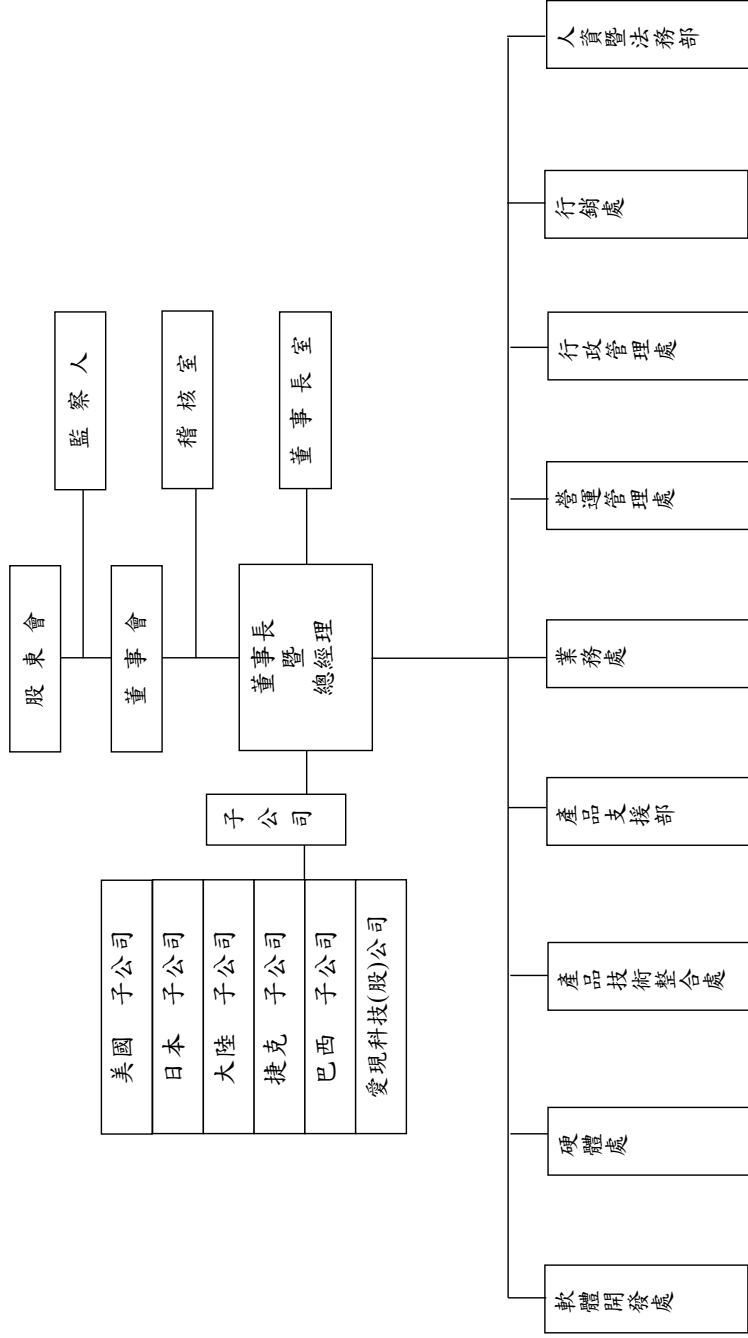 股東會
監察人
董事會
稽核室
董事長
暨
總經理
董事長室
子公司
美國 子公司
日本 子公司
大陸 子公司
捷克 子公司
巴西 子公司
愛現科技(股)公司
軟體開發處
硬體處
產品技術整合處
產品支援部
業務處
營運管理處
行政管理處
行銷處
人資暨法務部